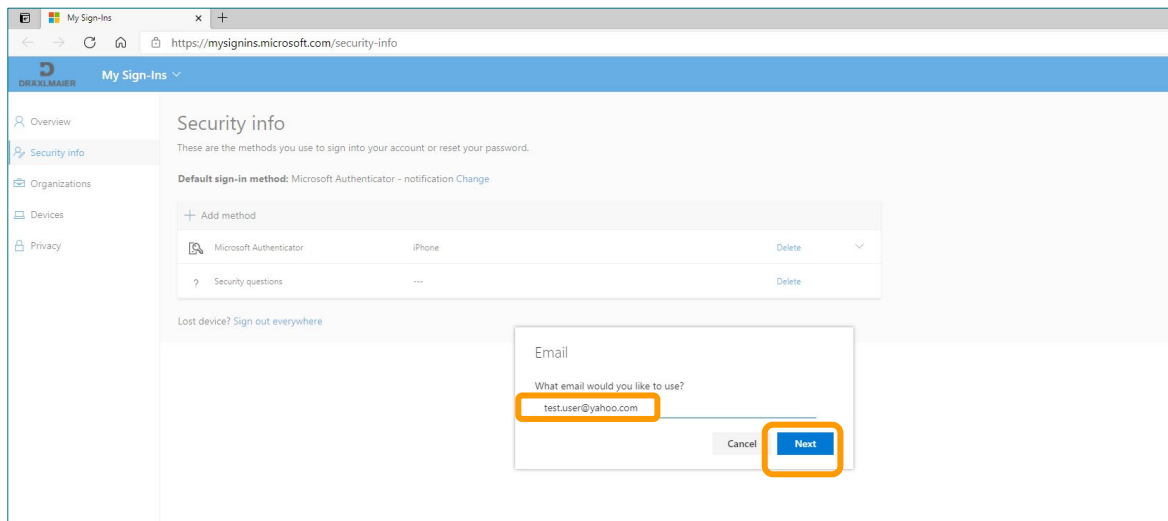 My Sign-Ins
https://mysignins.microsoft.com/security-info
DRÄXLMAIER
My Sign-Ins
Overview
Security info
Organizations
Devices
Privacy
Security info
These are the methods you use to sign into your account or reset your password.
Default sign-in method: Microsoft Authenticator - notification Change
+ Add method
Microsoft Authenticator iPhone Delete
? Security questions --- Delete
Lost device? Sign out everywhere
Email
What email would you like to use?
test.user@yahoo.com
Cancel Next